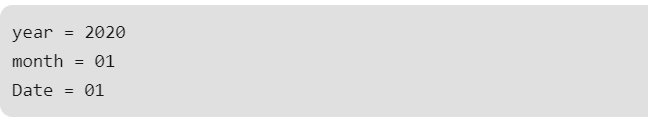 year = 2020
month = 01
Date = 01